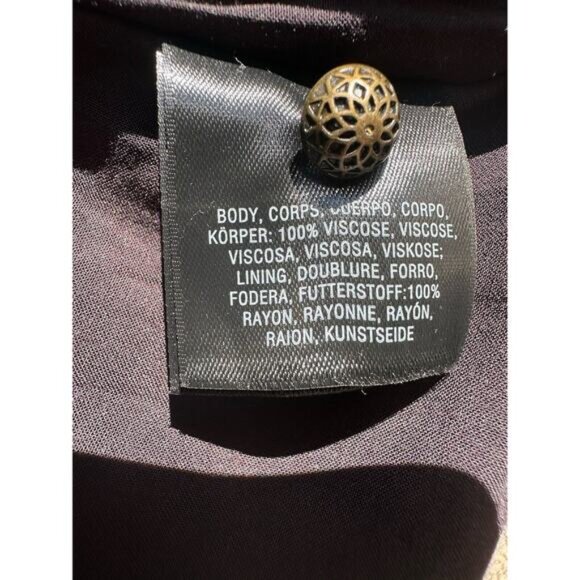 BODY, CORPS, CUERPO, CORPO,
KÖRPER: 100% VISCOSE, VISCOSE,
VISCOSA, VISCOSA, VISKOSE;
LINING, DOUBLURE, FORRO,
FODERA, FUTTERSTOFF:100%
RAYON, RAYONNE, RAYÓN,
RAION, KUNSTSEIDE